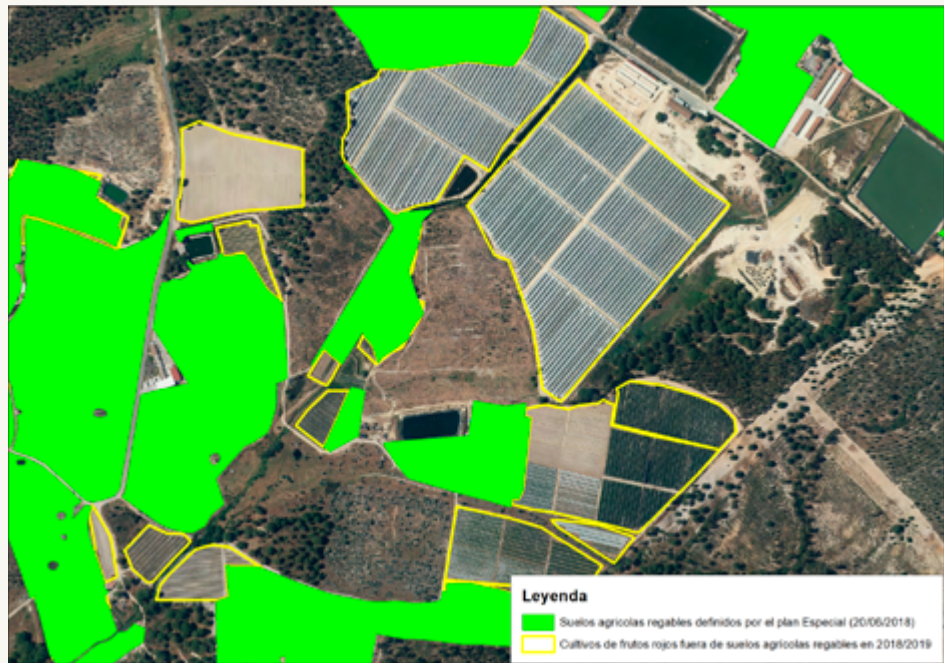 Leyenda
Suelos agrícolas regables definidos por el plan Especial (20/06/2018)
Cultivos de frutos rojos fuera de suelos agrícolas regables en 2018/2019